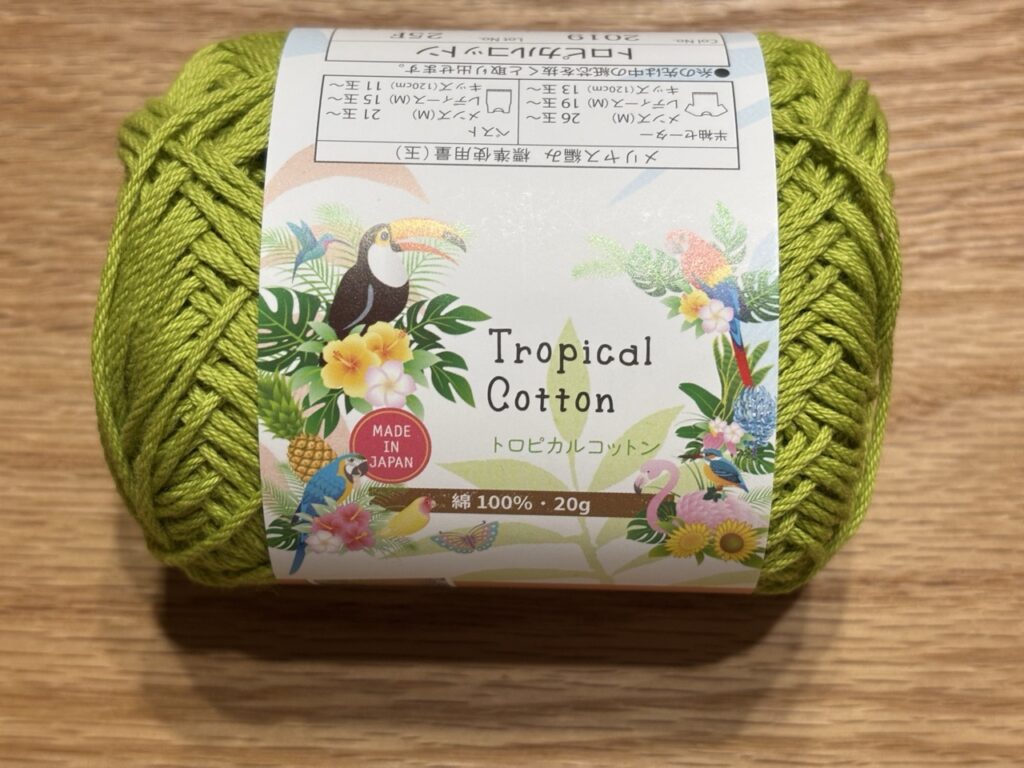 メリヤス編み 標準使用量(玉)
半袖セーター ベスト
メンズ(M) 26玉〜 メンズ(M) 21玉〜
レディース(M) 19玉〜 レディース(M) 15玉〜
キッズ(120cm) 13玉〜 キッズ(120cm) 11玉〜
●糸の先は中の紙芯を抜くと取り出せます。
トロピカルコットン
Col No. 2019 Lot No. 25F
Tropical
Cotton
トロピカルコットン
MADE
IN
JAPAN
綿100%・20g